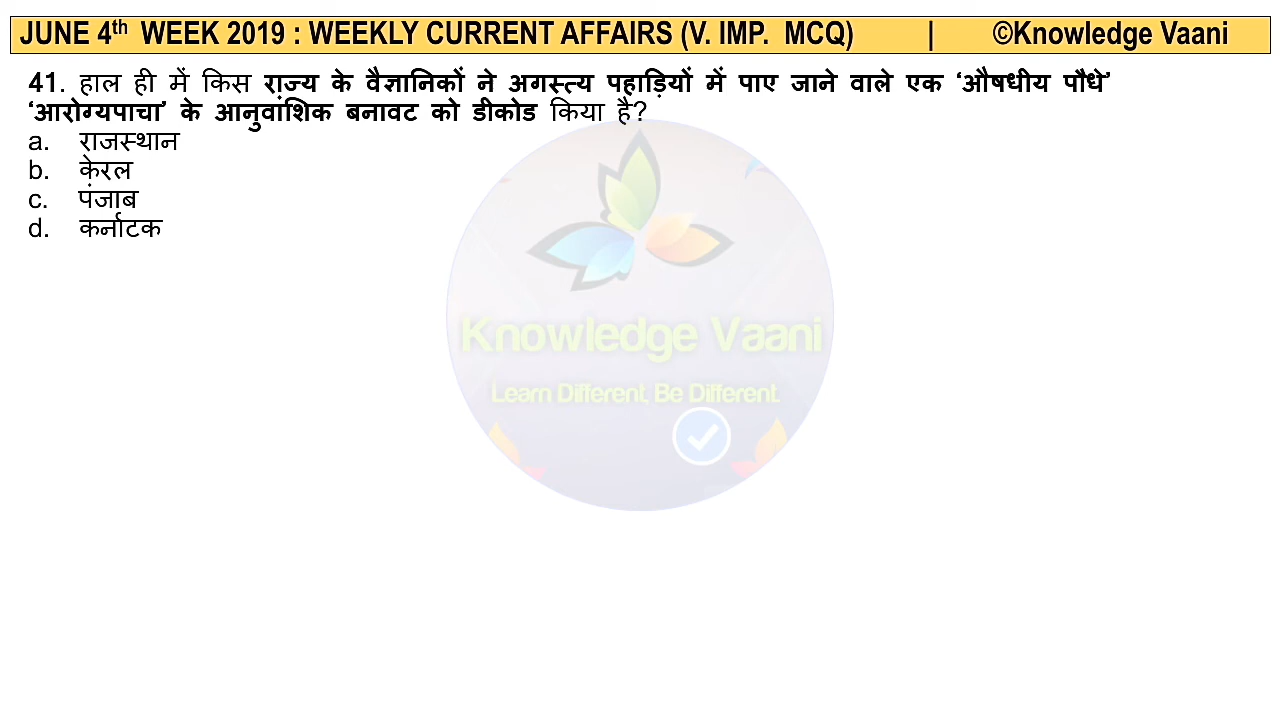 JUNE 4th WEEK 2019 : WEEKLY CURRENT AFFAIRS (V. IMP. MCQ) | ©Knowledge Vaani
41. हाल ही में किस राज्य के वैज्ञानिकों ने अगस्त्य पहाड़ियों में पाए जाने वाले एक ‘औषधीय पौधे’
‘आरोग्यपाचा’ के आनुवांशिक बनावट को डीकोड किया है?
a. राजस्थान
b. केरल
c. पंजाब
d. कर्नाटक
Knowledge Vaani
Learn Different, Be Different